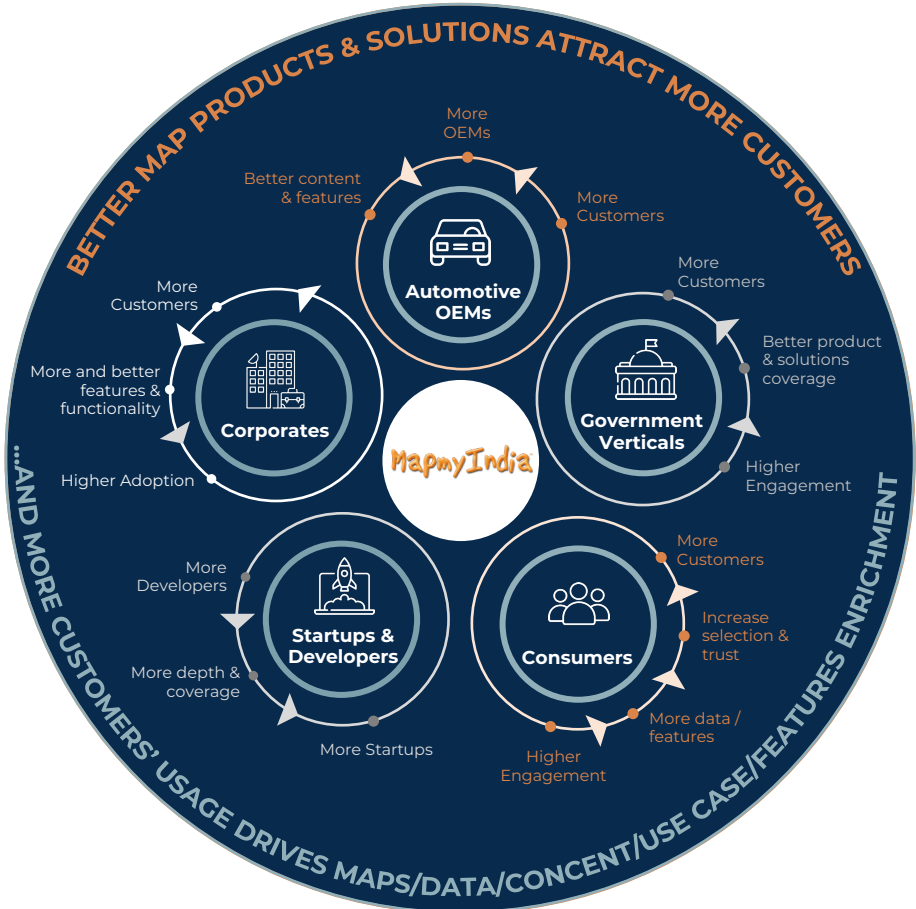 BETTER MAP PRODUCTS & SOLUTIONS ATTRACT MORE CUSTOMERS
More
OEMs
Better content
& features
More
Customers
Automotive
OEMs
More
Customers
More and better
features &
functionality
Higher Adoption
Corporates
More
Customers
Better product
& solutions
coverage
Higher
Engagement
Government
Verticals
MapmyIndia
More
Developers
More depth &
coverage
More Startups
Startups &
Developers
More
Customers
Increase
selection &
trust
More data /
features
Higher
Engagement
Consumers
...AND MORE CUSTOMERS' USAGE DRIVES MAPS/DATA/CONCENT/USE CASE/FEATURES ENRICHMENT